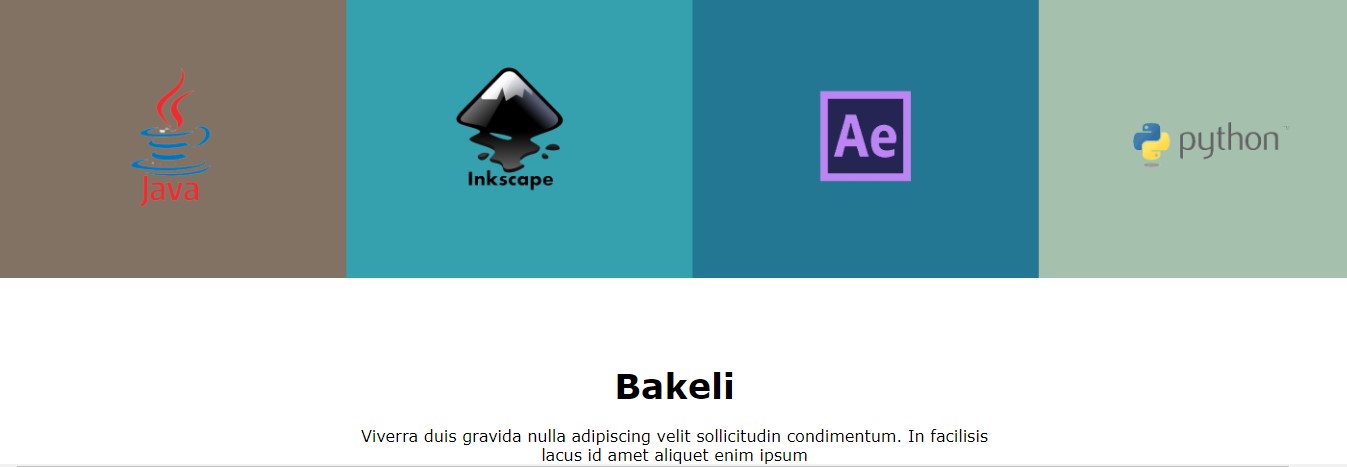 Java
Inkscape
Ae
python™
Bakeli
Viverra duis gravida nulla adipiscing velit sollicitudin condimentum. In facilisis
lacus id amet aliquet enim ipsum